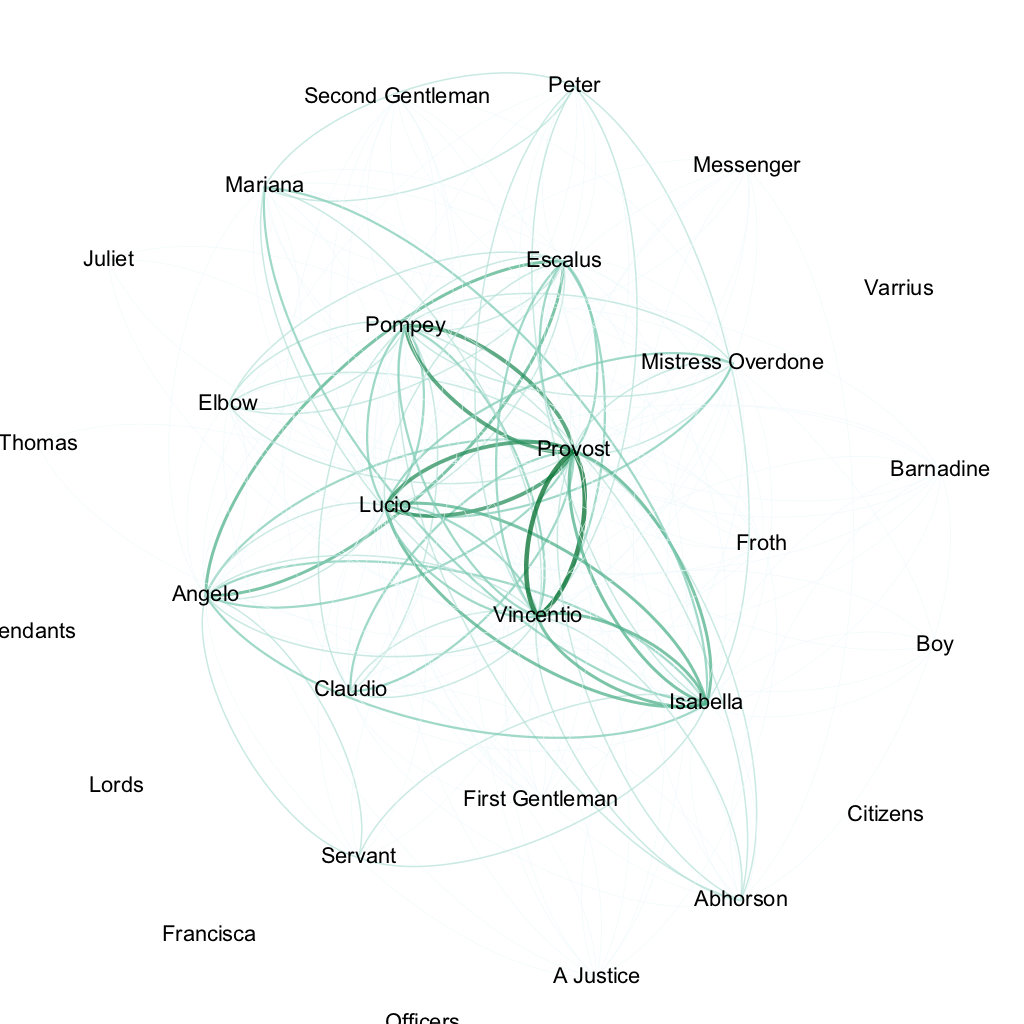 Peter
Second Gentleman
Messenger
Mariana
Juliet
Escalus
Varrius
Pompey
Mistress Overdone
Elbow
Thomas
Provost
Barnadine
Lucio
Froth
Angelo
Vincentio
endants
Boy
Claudio
Isabella
Lords
First Gentleman
Citizens
Servant
Abhorson
Francisca
A Justice
Officers